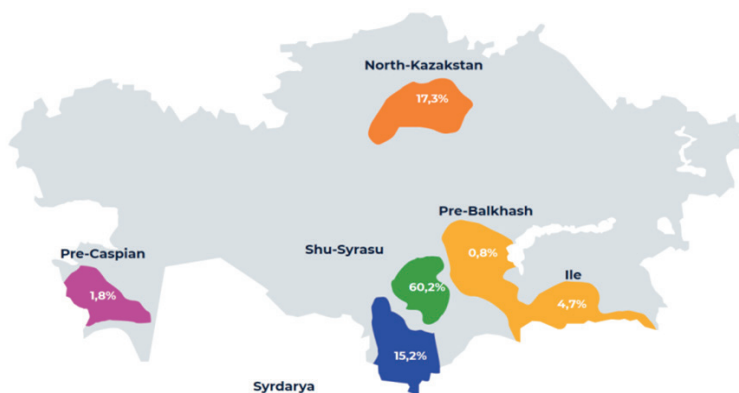 North-Kazakstan
17,3%
Pre-Balkhash
0,8%
Shu-Syrasu
60,2%
Pre-Caspian
1,8%
Ile
4,7%
15,2%
Syrdarya